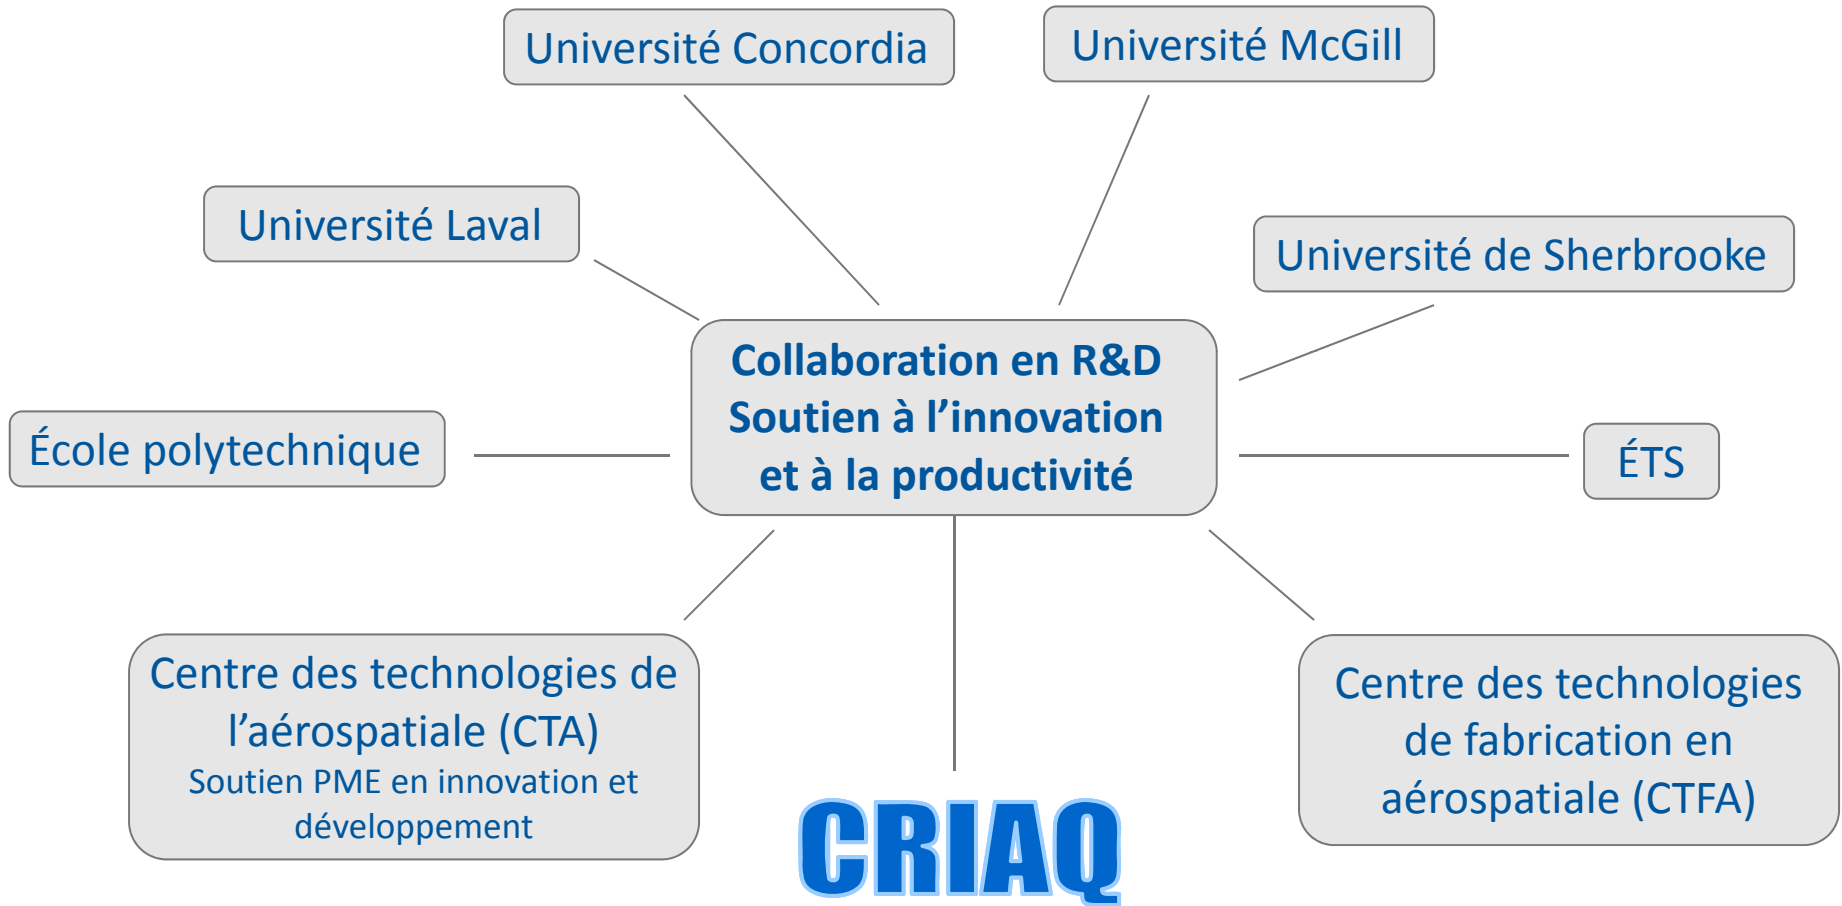 Université Concordia
Université McGill
Université Laval
Université de Sherbrooke
Collaboration en R&D
Soutien à l’innovation
et à la productivité
École polytechnique
ÉTS
Centre des technologies de
l’aérospatiale (CTA)
Soutien PME en innovation et
développement
Centre des technologies
de fabrication en
aérospatiale (CTFA)
CRIAQ